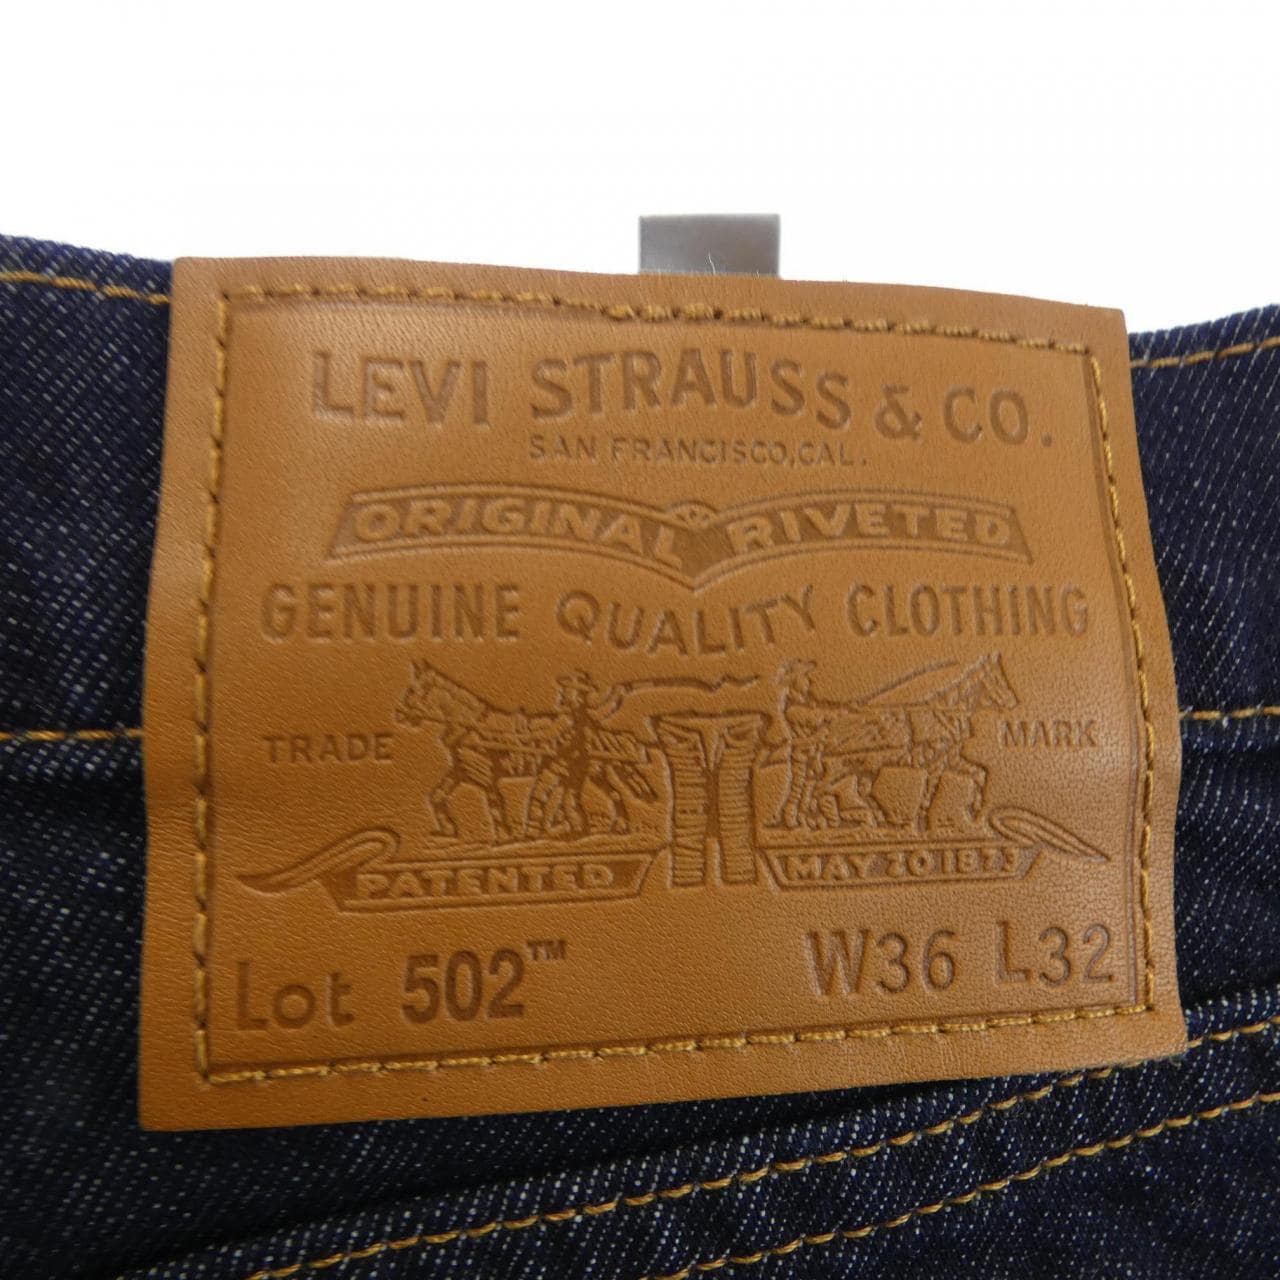 LEVI STRAUSS & CO.
SAN FRANCISCO,CAL.
ORIGINAL RIVETED
GENUINE QUALITY CLOTHING
TRADE MARK
PATENTED MAY 20 1873
Lot 502™ W36 L32